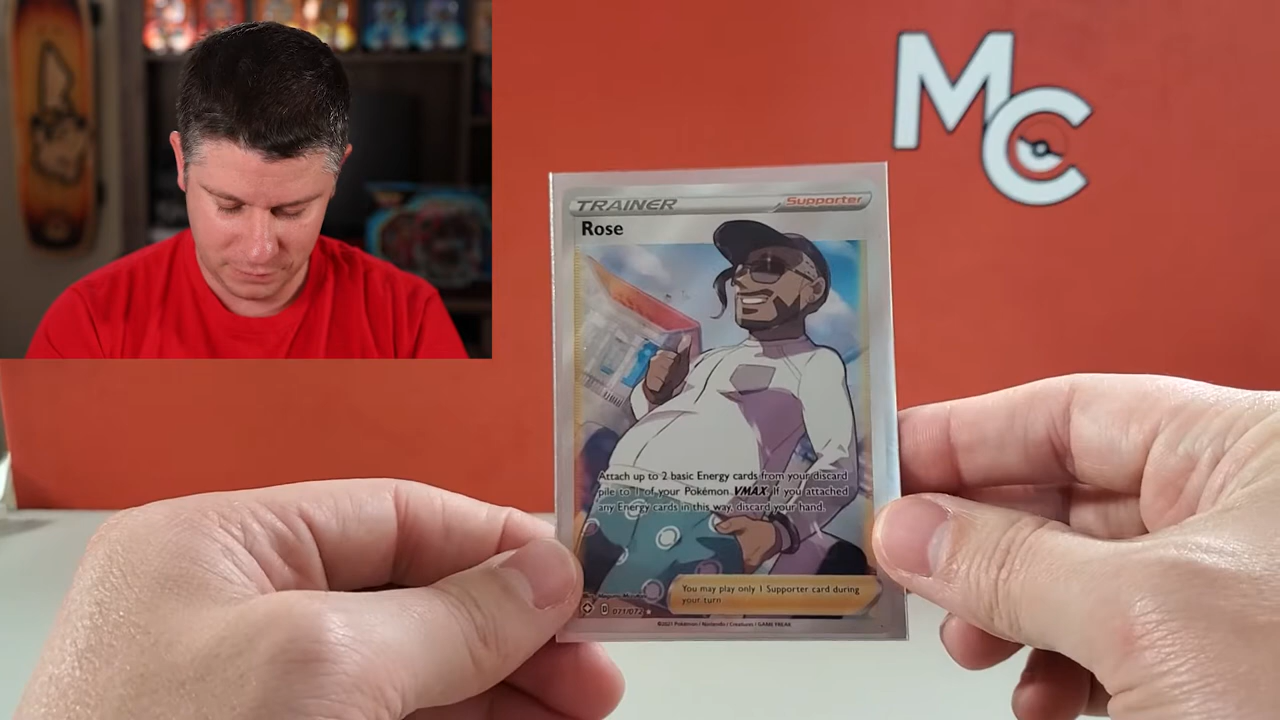 MC
TRAINER Supporter
Rose
Attach up to 2 basic Energy cards from your discard
pile to 1 of your Pokémon VMAX. If you attached
any Energy cards in this way, discard your hand.
You may play only 1 Supporter card during
your turn
D 071/072
©2021 Pokémon / Nintendo / Creatures / GAME FREAK